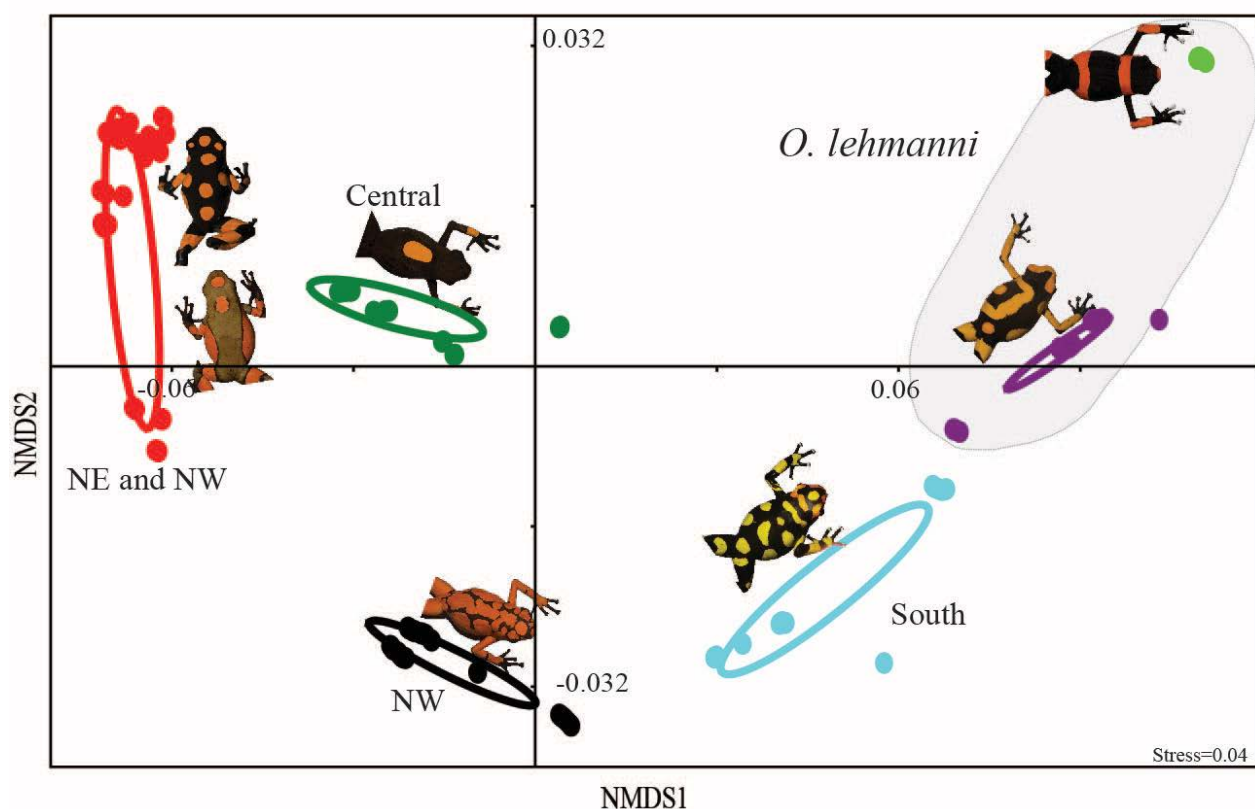 0.032
O. lehmanni
Central
-0.06
0.06
NMDS2
NE and NW
South
-0.032
NW
Stress=0.04
NMDS1